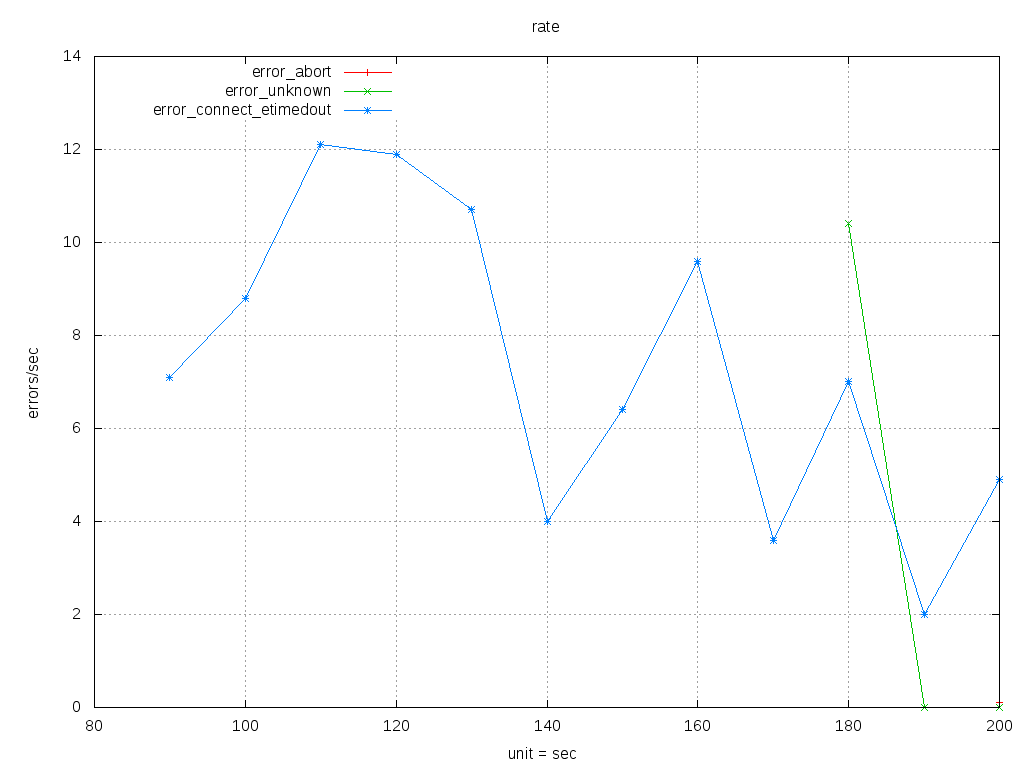 rate
14
error_abort
error_unknown
error_connect_etimedout
12
10
8
errors/sec
6
4
2
0
80 100 120 140 160 180 200
unit = sec